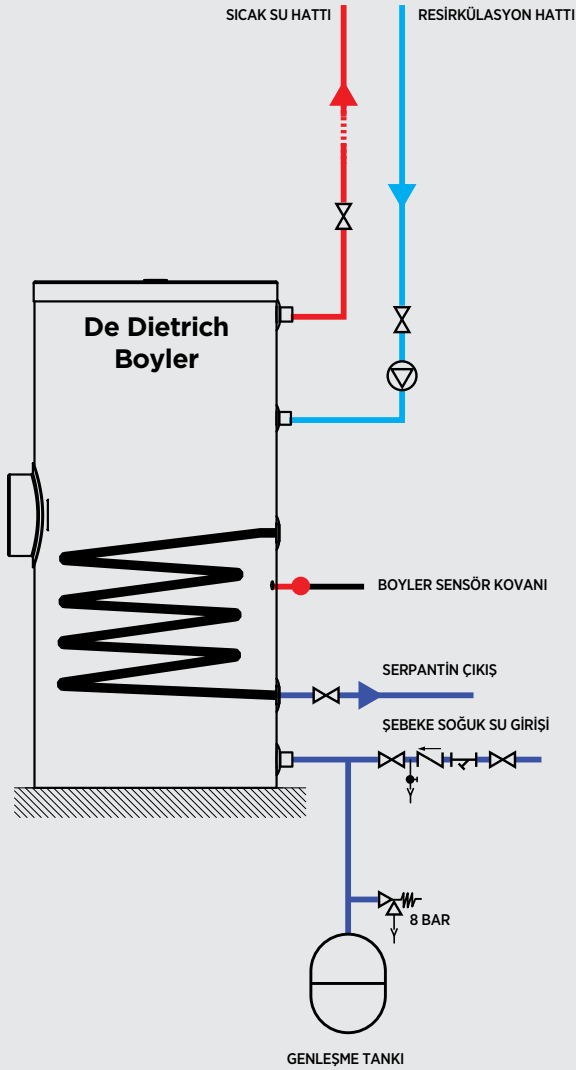 SICAK SU HATTI
RESİRKÜLASYON HATTI
De Dietrich
Boyler
BOYLER SENSÖR KOVANI
SERPANTİN ÇIKIŞ
ŞEBEKE SOĞUK SU GİRİŞİ
8 BAR
GENLEŞME TANKI